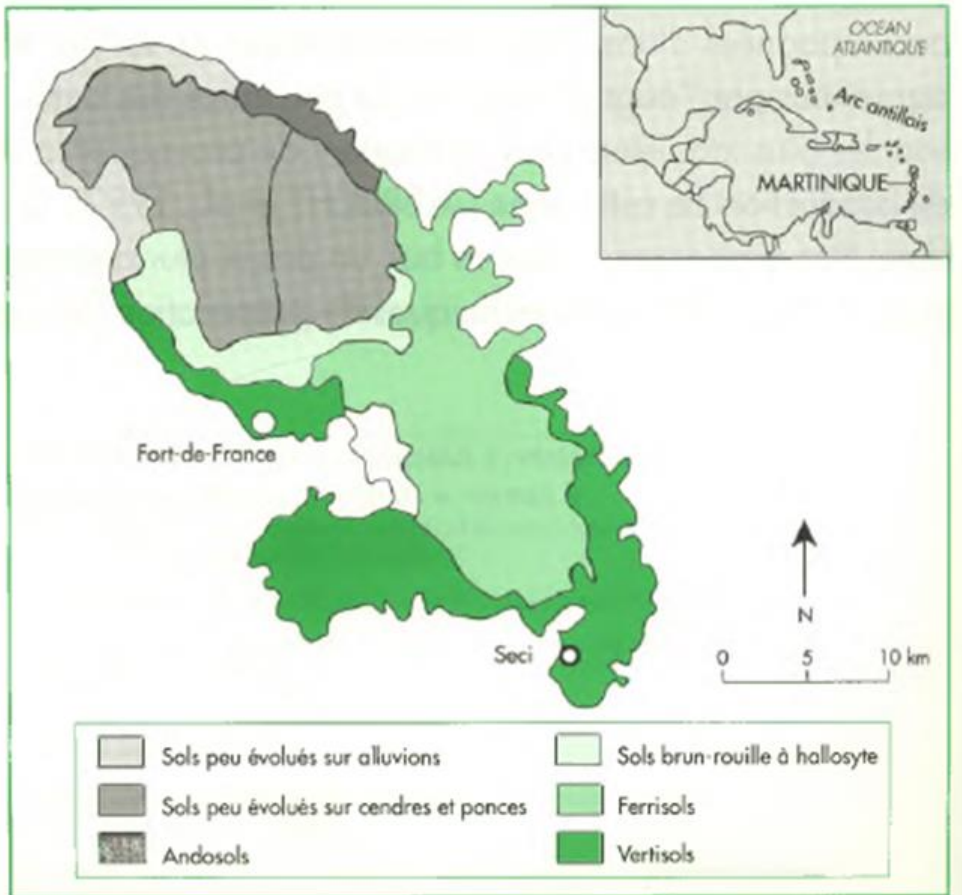 OCEAN
ATLANTIQUE
Arc antillais
MARTINIQUE
Fort-de-France
Seci
N
0 5 10 km
Sols peu évolués sur alluvions
Sols peu évolués sur cendres et ponces
Andosols
Sols brun-rouille à hallosyte
Ferrisols
Vertisols